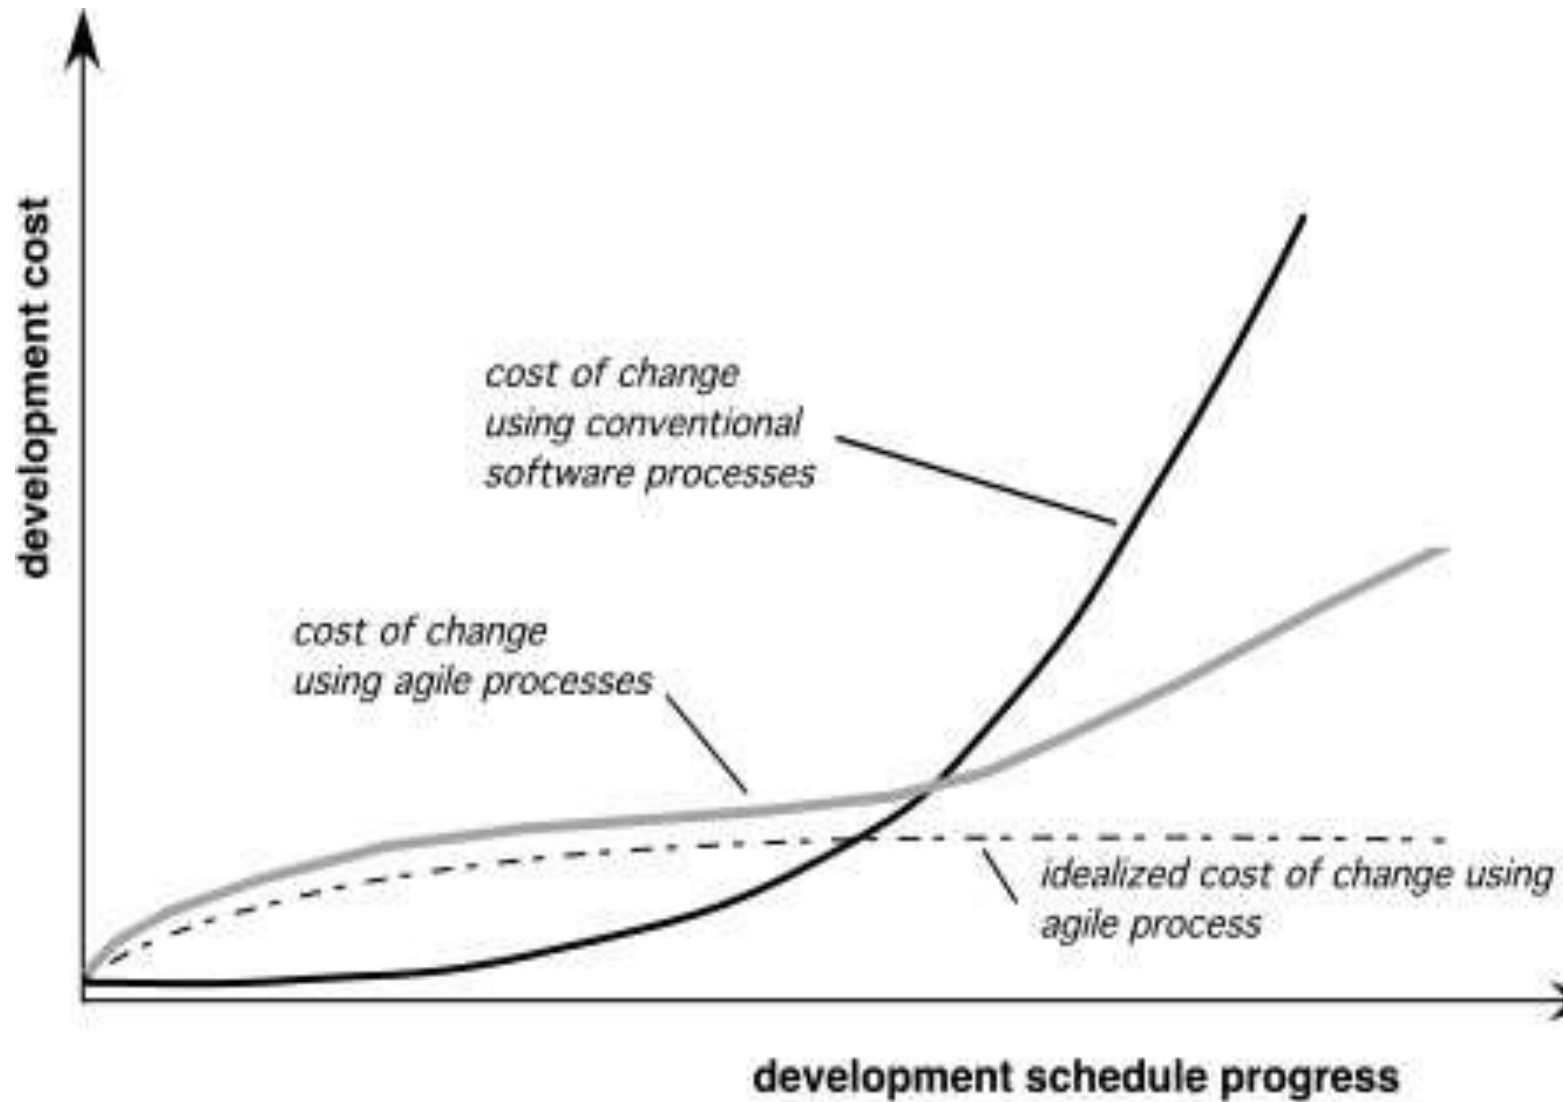 development cost
cost of change
using conventional
software processes
cost of change
using agile processes
idealized cost of change using
agile process
development schedule progress